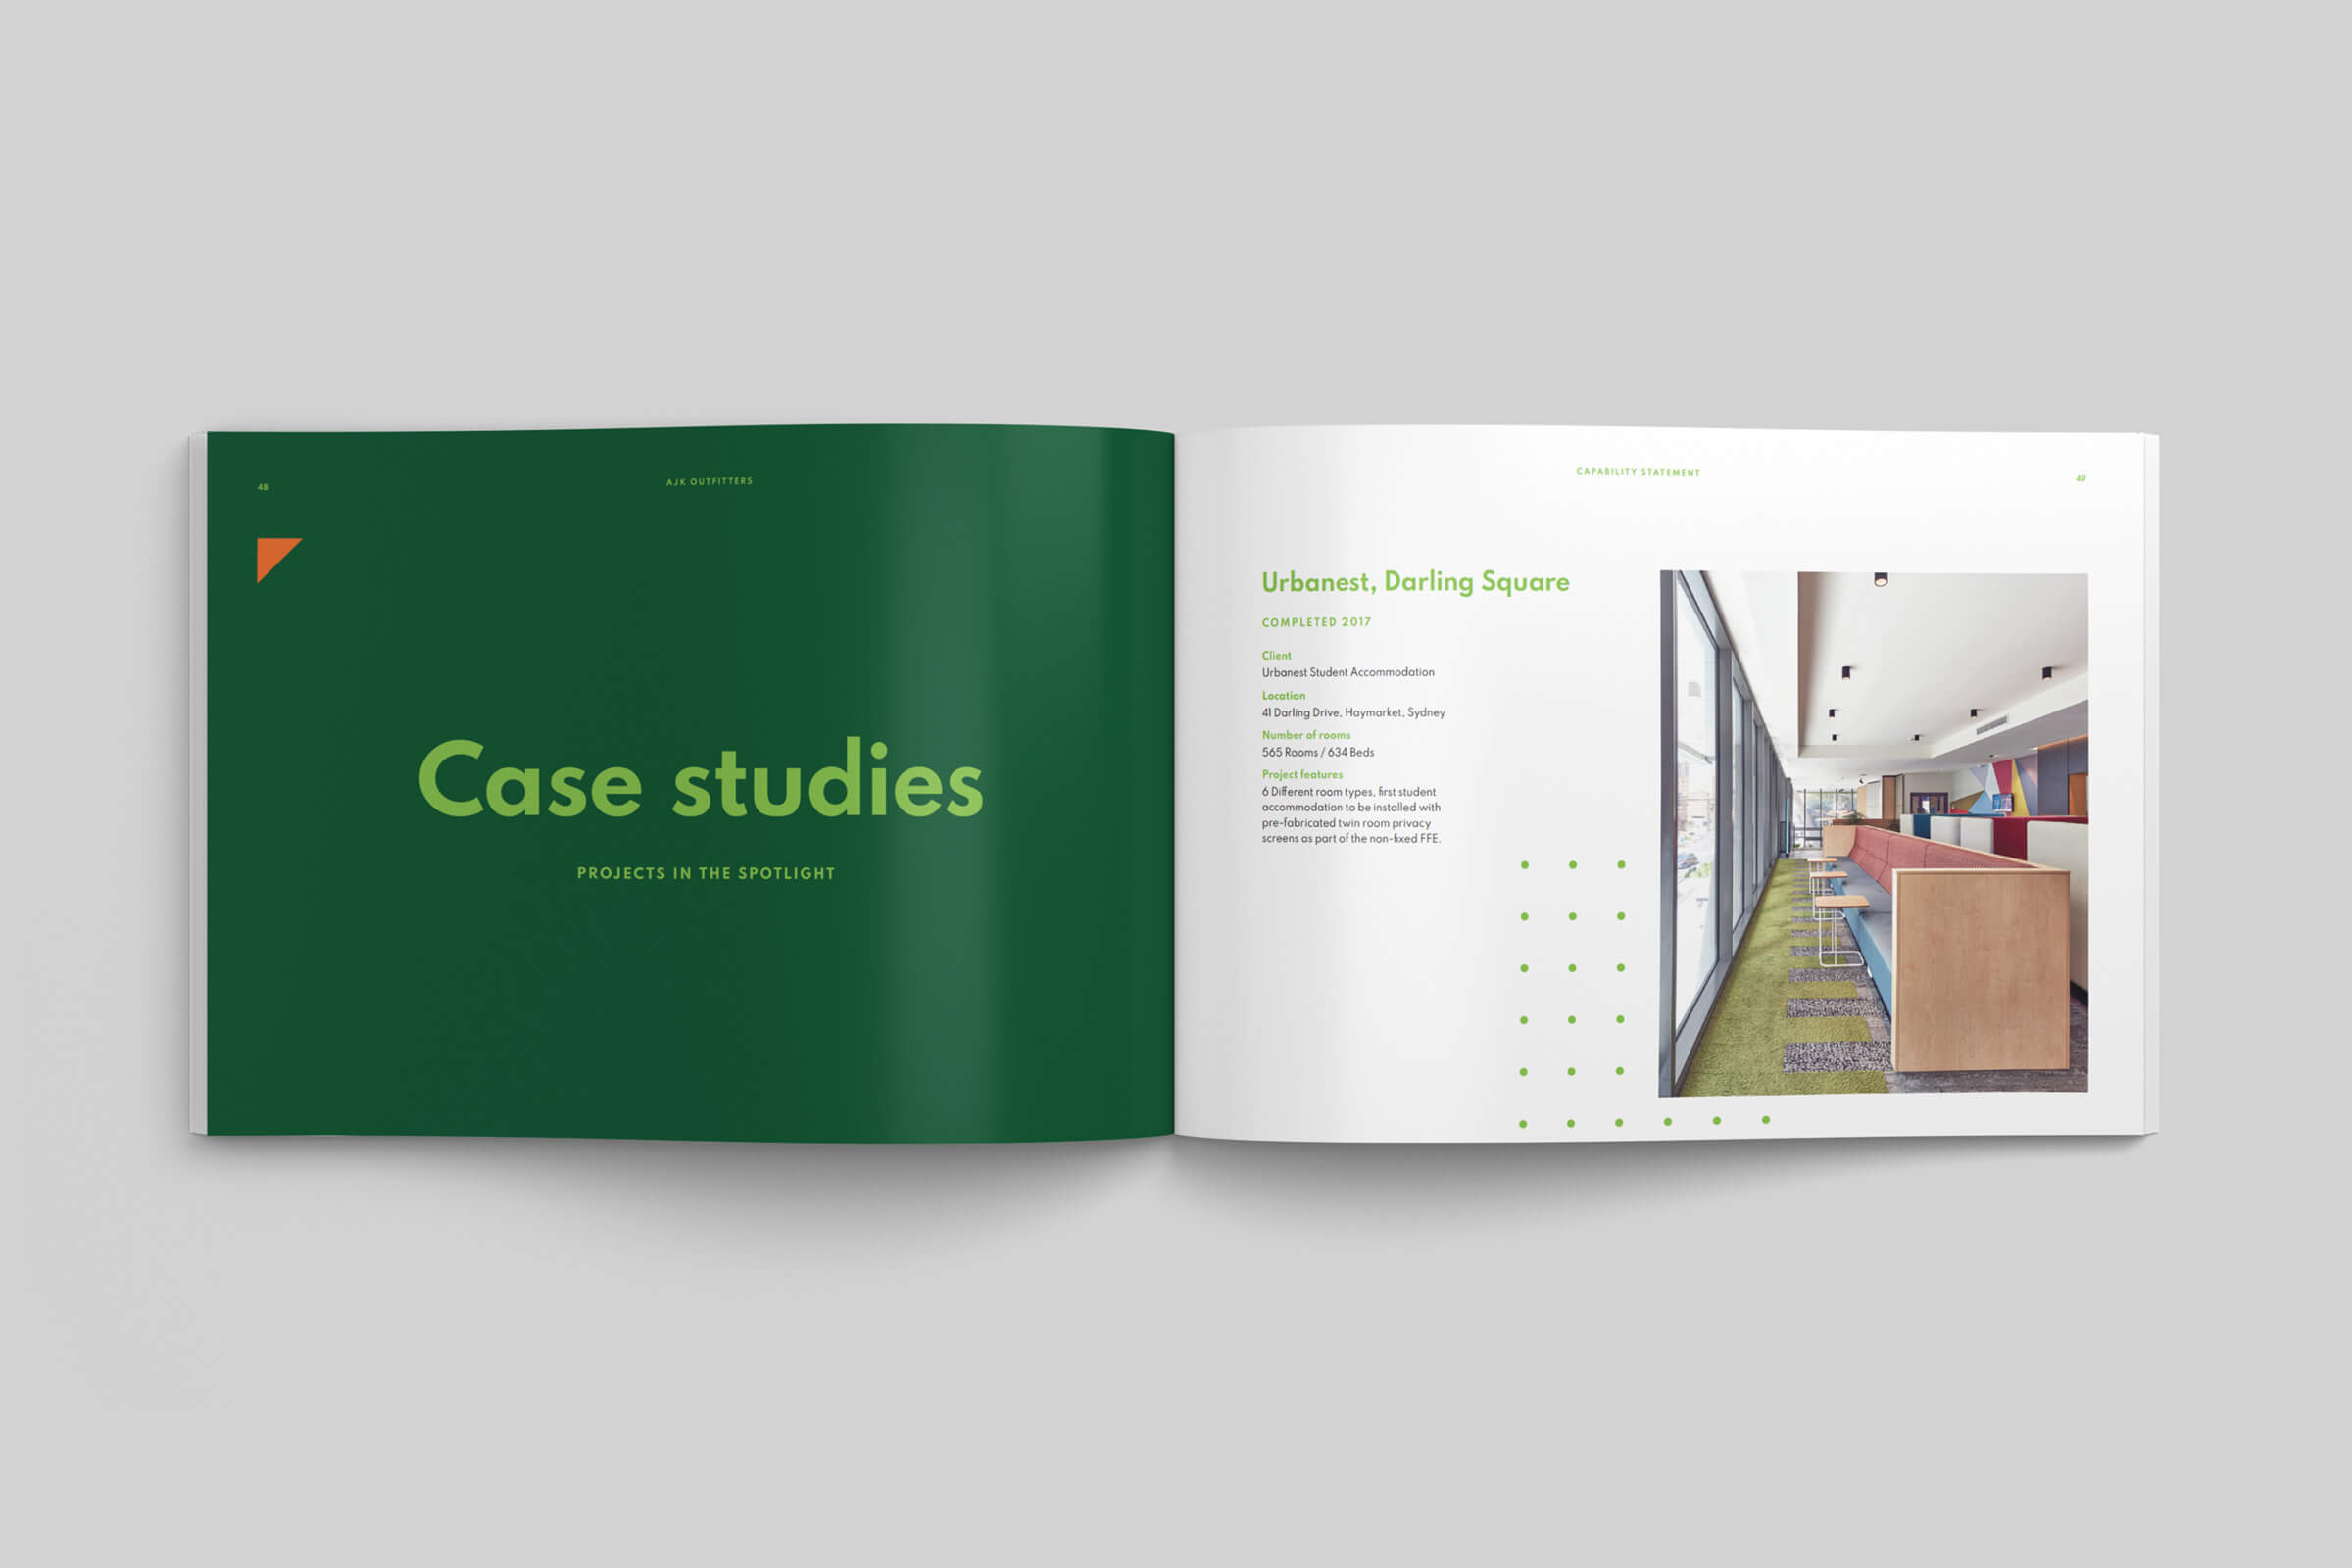 48
AJK OUTFITTERS
Case studies
PROJECTS IN THE SPOTLIGHT
CAPABILITY STATEMENT
49
Urbanest, Darling Square
COMPLETED 2017
Client
Urbanest Student Accommodation
Location
41 Darling Drive, Haymarket, Sydney
Number of rooms
565 Rooms / 634 Beds
Project features
6 Different room types, first student
accommodation to be installed with
pre-fabricated twin room privacy
screens as part of the non-fixed FFE.